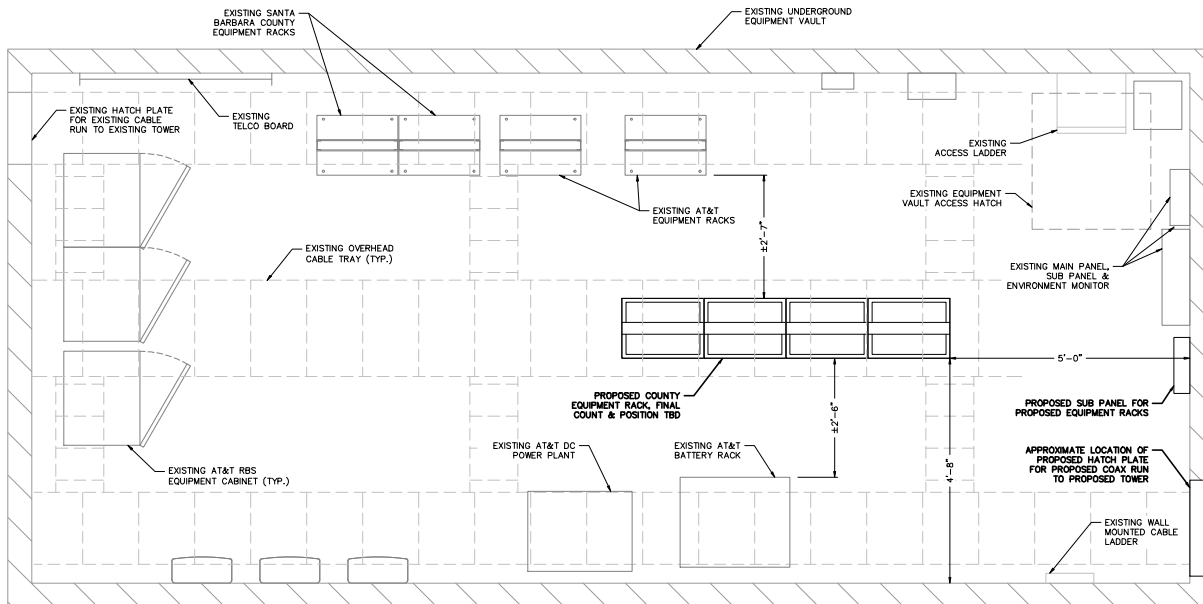 EXISTING SANTA
BARBARA COUNTY
EQUIPMENT RACKS
EXISTING UNDERGROUND
EQUIPMENT VAULT
EXISTING HATCH PLATE
FOR EXISTING CABLE
RUN TO EXISTING TOWER
EXISTING
TELCO BOARD
EXISTING
ACCESS LADDER
EXISTING EQUIPMENT
VAULT ACCESS HATCH
EXISTING AT&T
EQUIPMENT RACKS
±2'-7"
EXISTING OVERHEAD
CABLE TRAY (TYP.)
EXISTING MAIN PANEL,
SUB PANEL &
ENVIRONMENT MONITOR
5'-0"
PROPOSED COUNTY
EQUIPMENT RACK, FINAL
COUNT & POSITION TBD
±2'-6"
PROPOSED SUB PANEL FOR
PROPOSED EQUIPMENT RACKS
EXISTING AT&T DC
POWER PLANT
EXISTING AT&T
BATTERY RACK
4'-8"
APPROXIMATE LOCATION OF
PROPOSED HATCH PLATE
FOR PROPOSED COAX RUN
TO PROPOSED TOWER
EXISTING AT&T RBS
EQUIPMENT CABINET (TYP.)
EXISTING WALL
MOUNTED CABLE
LADDER